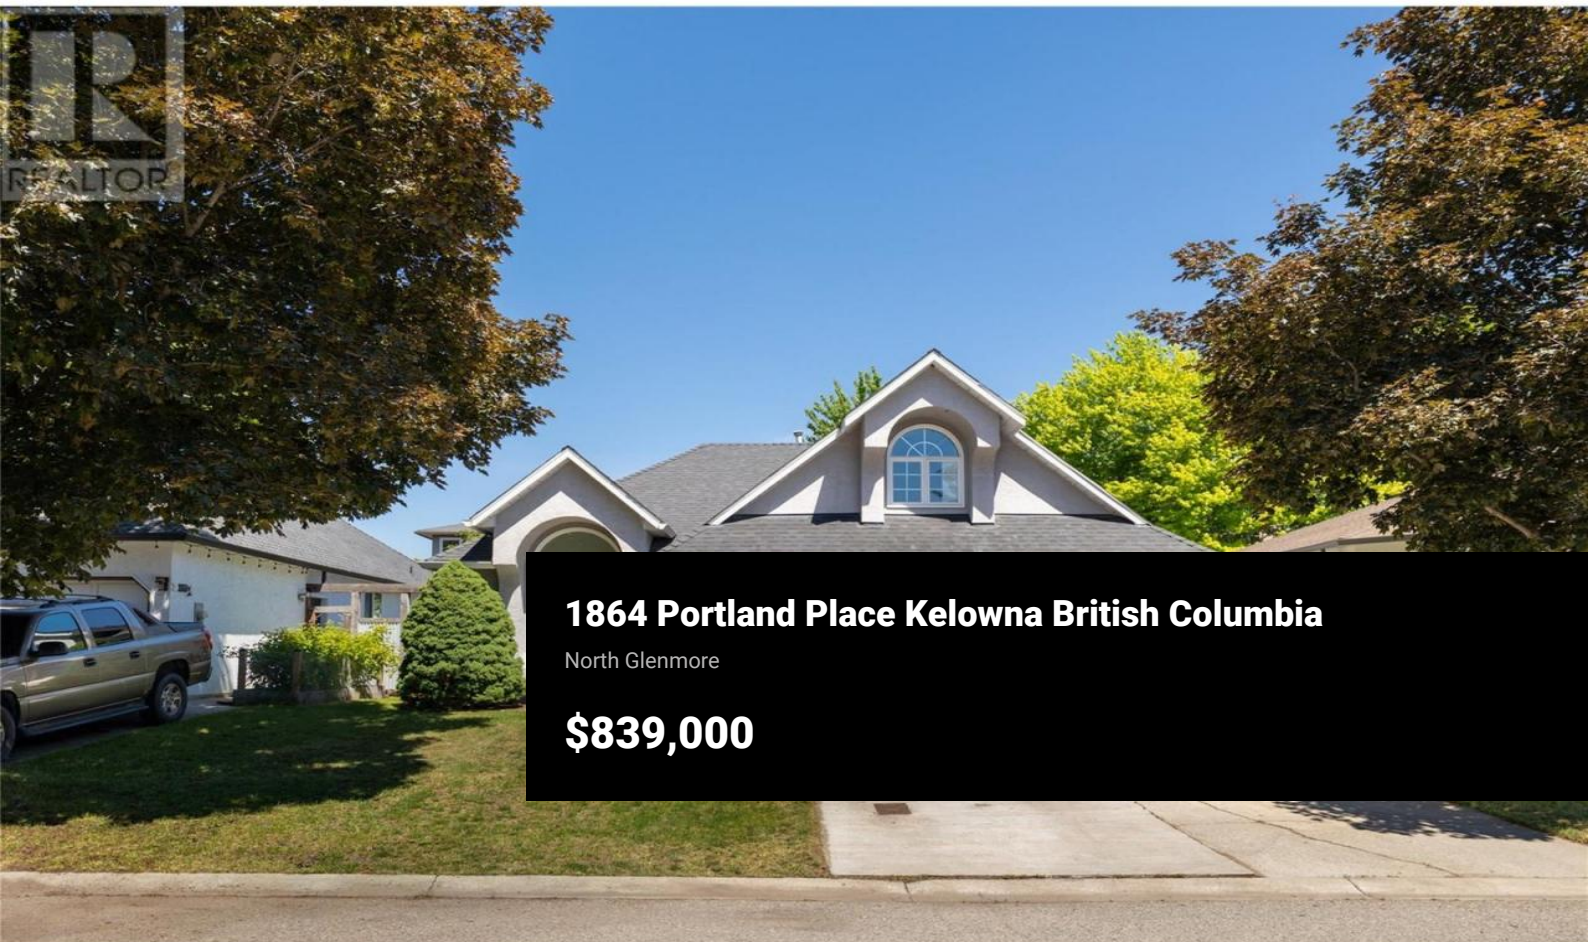 R
REALTOR
1864 Portland Place Kelowna British Columbia
North Glenmore
$839,000